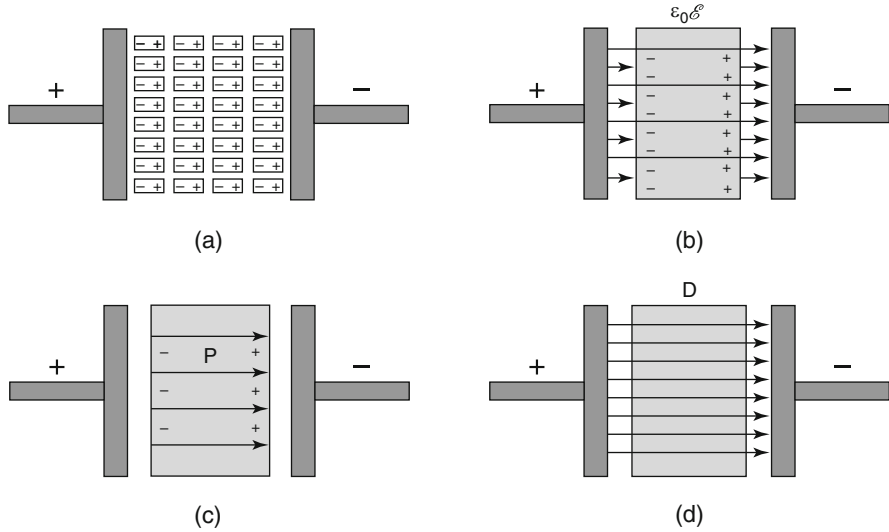 + −
− + − + − + − +
− + − + − + − +
− + − + − + − +
− + − + − + − +
− + − + − + − +
− + − + − + − +
− + − + − + − +
− + − + − + − +
(a)
ε₀ℰ
+ −
− +
− +
− +
− +
− +
− +
− +
− +
(b)
P
+ −
− +
− +
− +
(c)
D
+ −
(d)